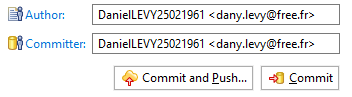 Author: DanielLEVY25021961 <dany.levy@free.fr>
Committer: DanielLEVY25021961 <dany.levy@free.fr>
Commit and Push... Commit